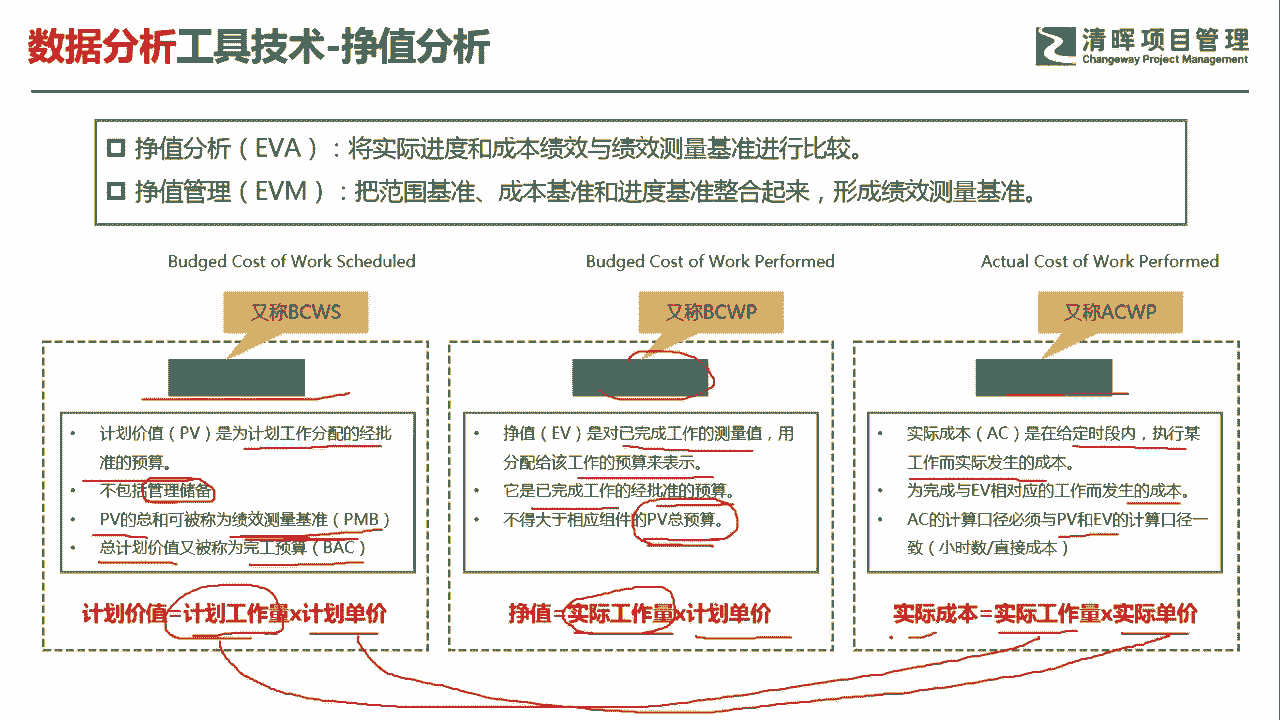 数据分析工具技术-挣值分析
清晖项目管理
Changeway Project Management
挣值分析（EVA）：将实际进度和成本绩效与绩效测量基准进行比较。
挣值管理（EVM）：把范围基准、成本基准和进度基准整合起来，形成绩效测量基准。
Budged Cost of Work Scheduled
又称BCWS
• 计划价值（PV）是为计划工作分配的经批
准的预算。
• 不包括管理储备
• PV的总和可被称为绩效测量基准（PMB）
• 总计划价值又被称为完工预算（BAC）
计划价值=计划工作量x计划单价
Budged Cost of Work Performed
又称BCWP
• 挣值（EV）是对已完成工作的测量值，用
分配给该工作的预算来表示。
• 它是已完成工作的经批准的预算。
• 不得大于相应组件的PV总预算。
挣值=实际工作量x计划单价
Actual Cost of Work Performed
又称ACWP
• 实际成本（AC）是在给定时段内，执行某
工作而实际发生的成本。
• 为完成与EV相对应的工作而发生的成本。
• AC的计算口径必须与PV和EV的计算口径一
致（小时数/直接成本）
实际成本=实际工作量x实际单价